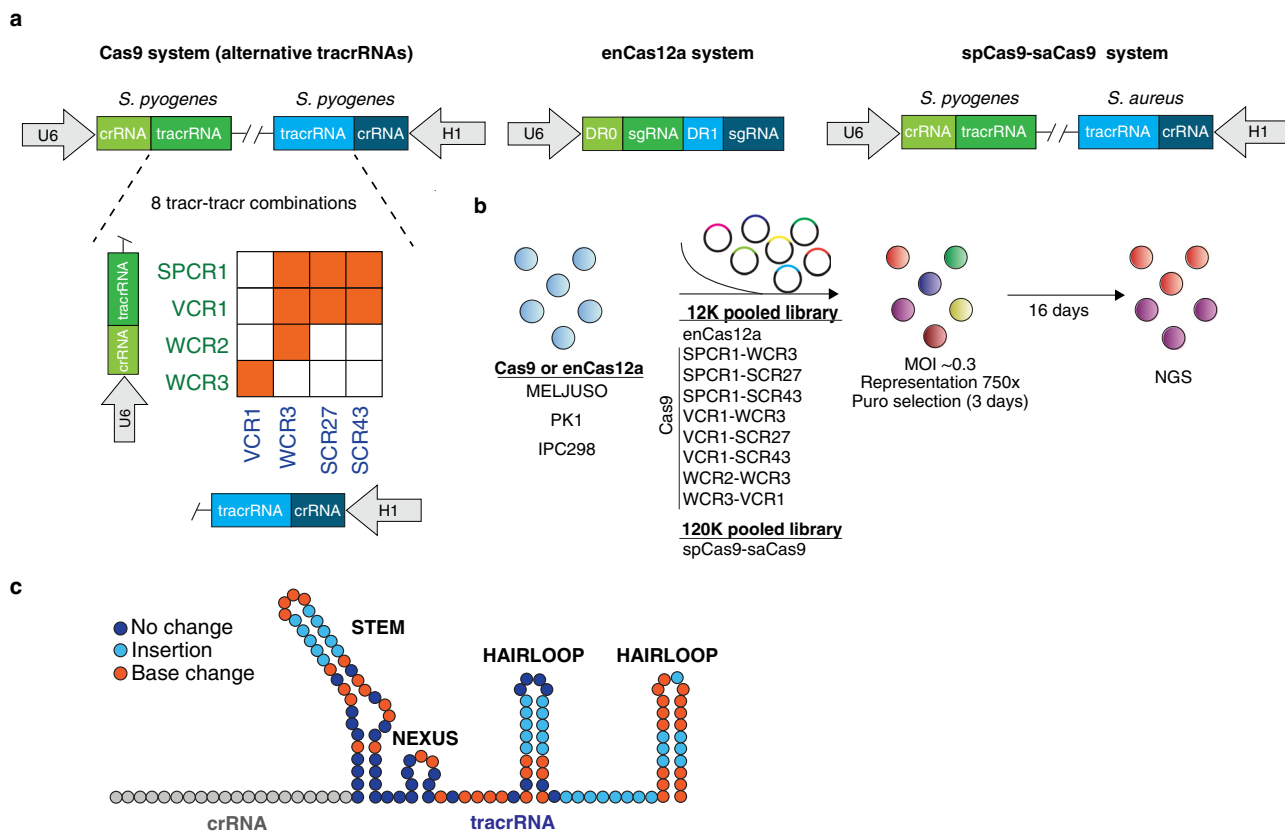 a
Cas9 system (alternative tracrRNAs)
enCas12a system
spCas9-saCas9 system
S. pyogenes
S. pyogenes
S. pyogenes
S. aureus
U6
crRNA
tracrRNA
tracrRNA
crRNA
H1
U6
DR0
sgRNA
DR1
sgRNA
U6
crRNA
tracrRNA
tracrRNA
crRNA
H1
8 tracr-tracr combinations
tracrRNA
crRNA
U6
SPCR1
VCR1
WCR2
WCR3
VCR1
WCR3
SCR27
SCR43
tracrRNA
crRNA
H1
b
Cas9 or enCas12a
MELJUSO
PK1
IPC298
12K pooled library
enCas12a
Cas9
SPCR1-WCR3
SPCR1-SCR27
SPCR1-SCR43
VCR1-WCR3
VCR1-SCR27
VCR1-SCR43
WCR2-WCR3
WCR3-VCR1
120K pooled library
spCas9-saCas9
MOI ~0.3
Representation 750x
Puro selection (3 days)
16 days
NGS
c
No change
Insertion
Base change
STEM
NEXUS
HAIRLOOP
HAIRLOOP
crRNA
tracrRNA